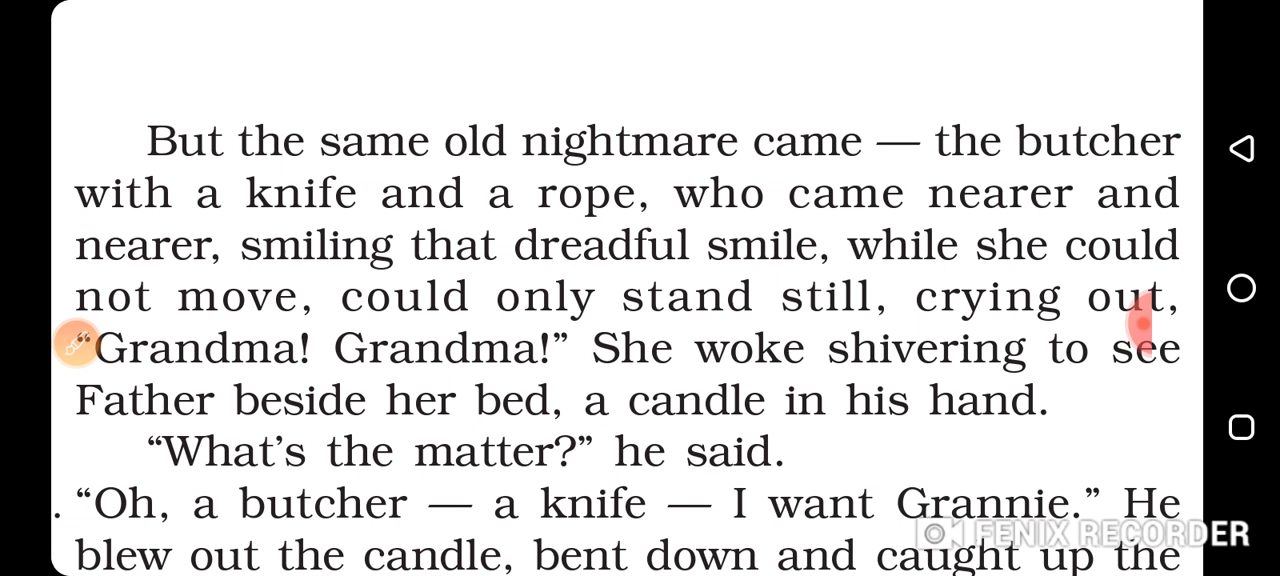 But the same old nightmare came — the butcher
with a knife and a rope, who came nearer and
nearer, smiling that dreadful smile, while she could
not move, could only stand still, crying out,
“Grandma! Grandma!” She woke shivering to see
Father beside her bed, a candle in his hand.
“What’s the matter?” he said.
. “Oh, a butcher — a knife — I want Grannie.” He
blew out the candle, bent down and caught up the
FENIX RECORDER